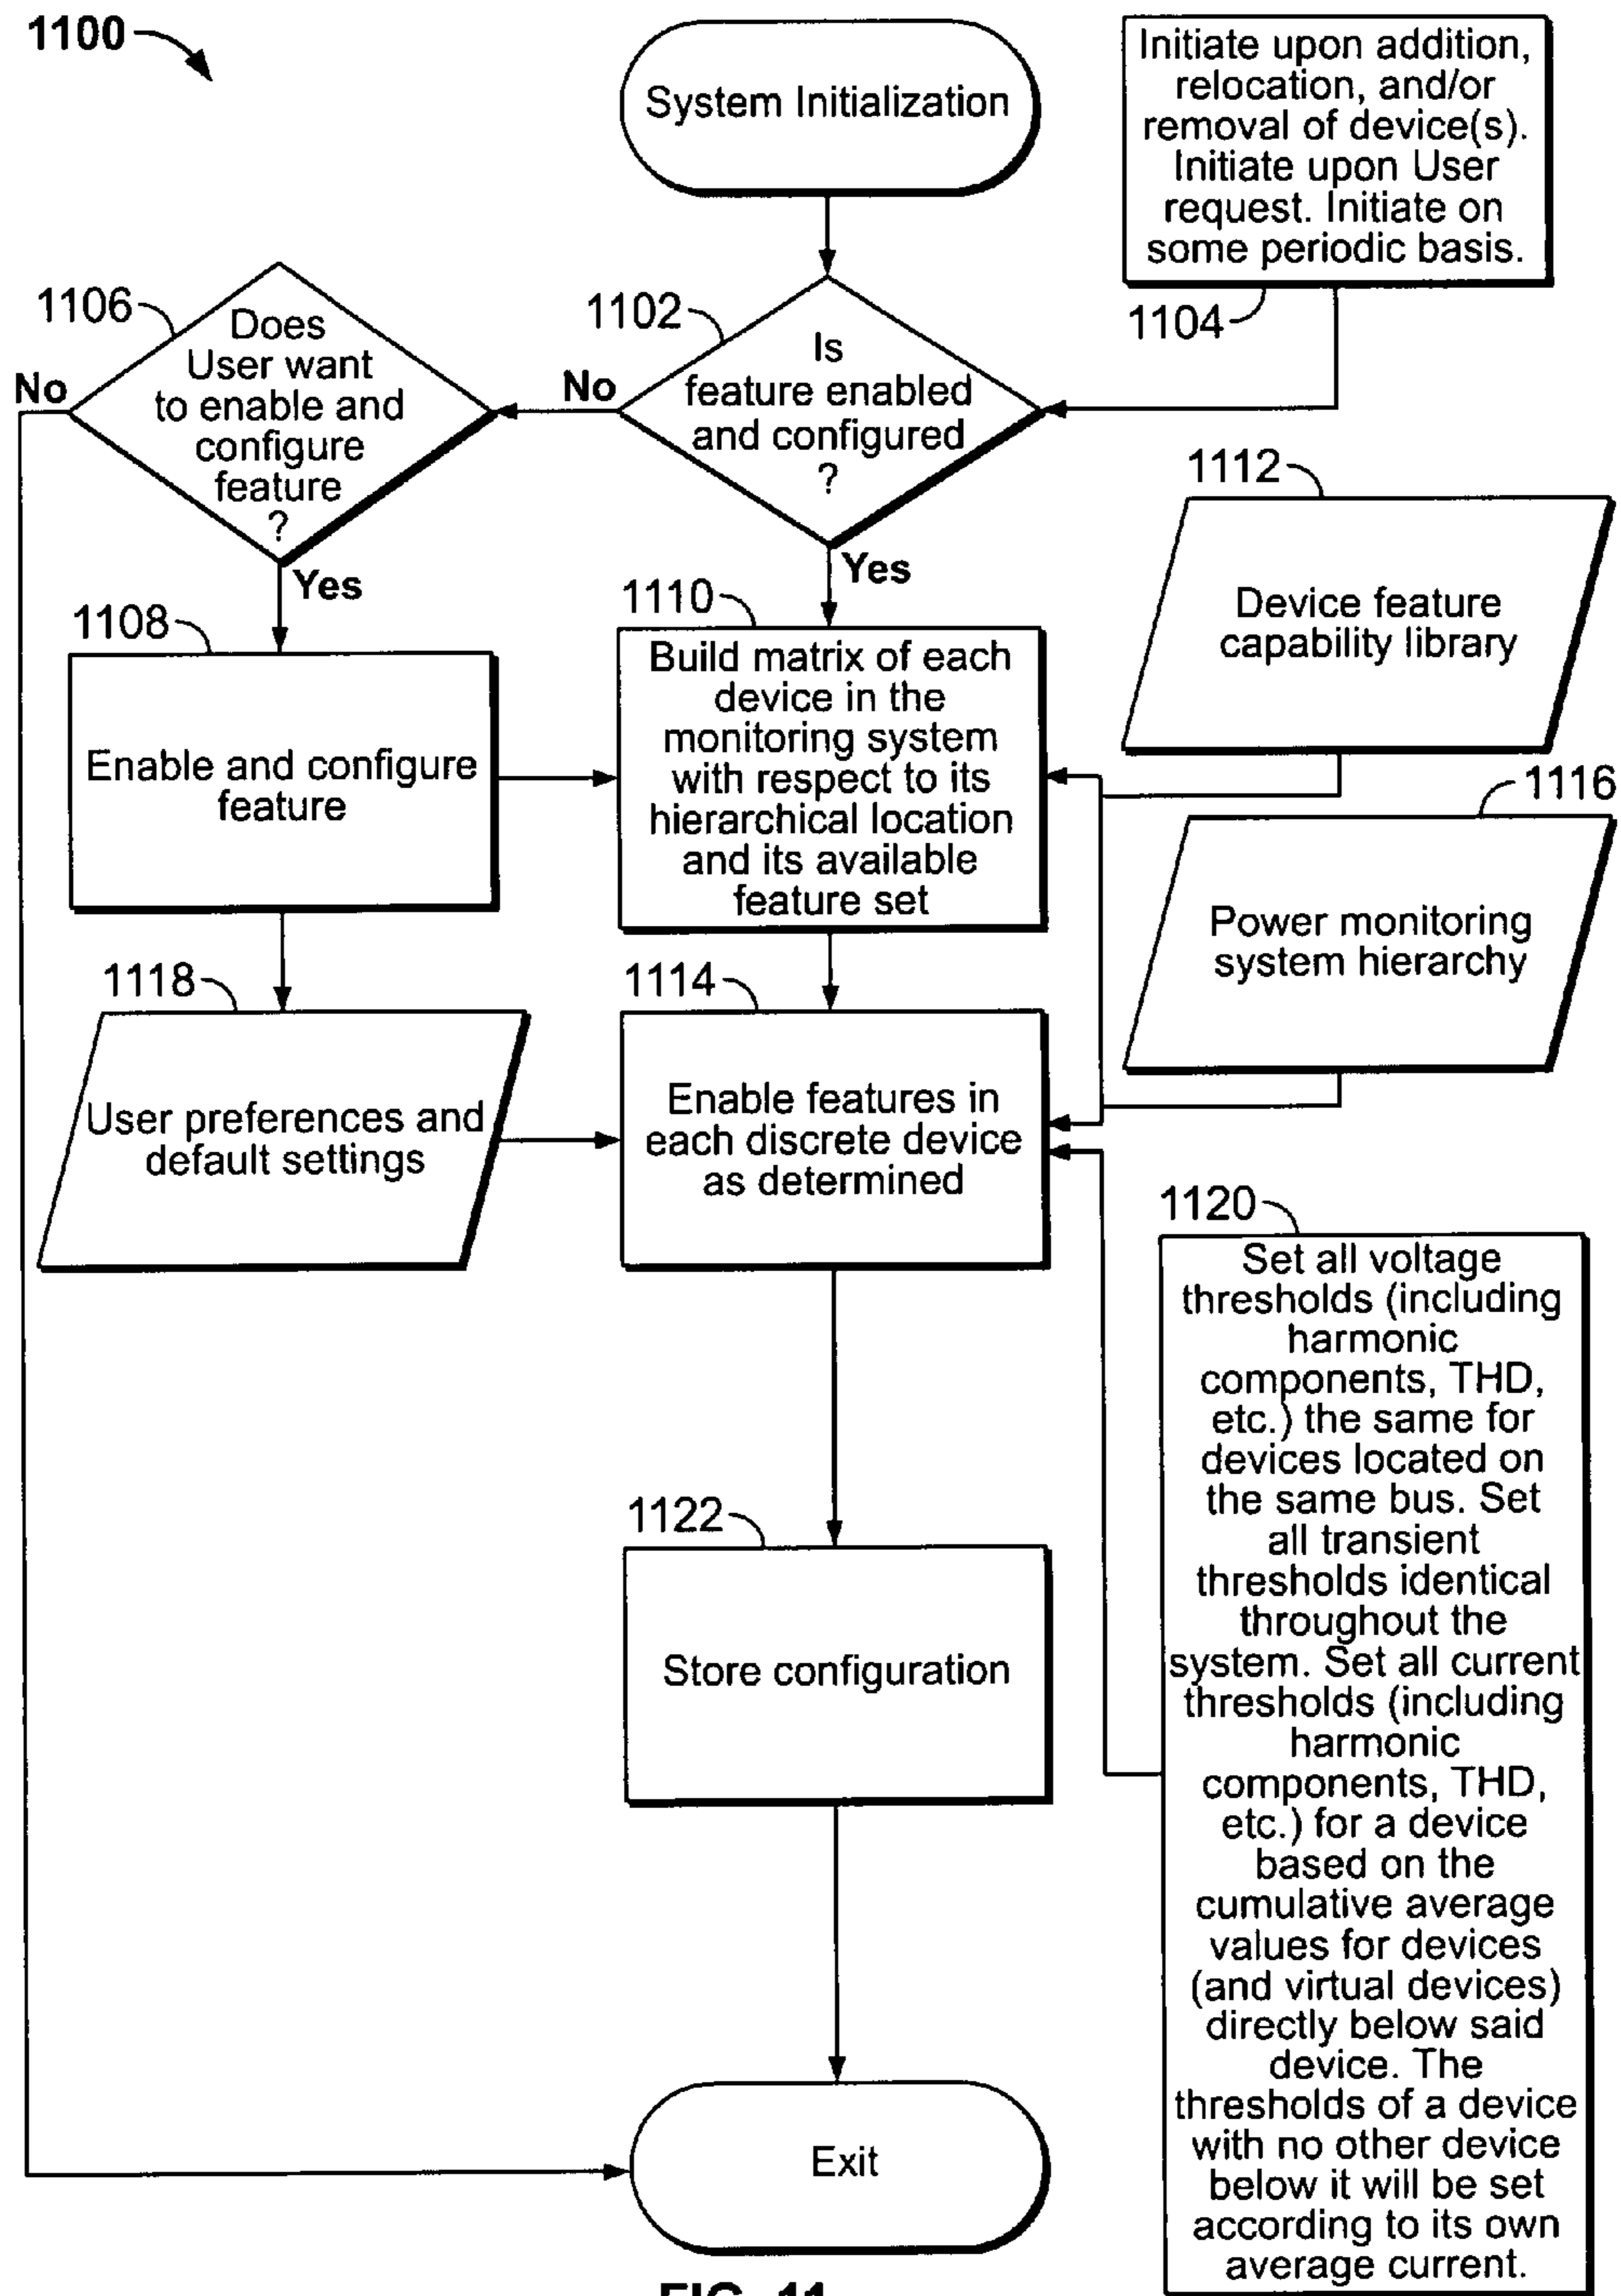 1100
System Initialization
Initiate upon addition,
relocation, and/or
removal of device(s).
Initiate upon User
request. Initiate on
some periodic basis.
1104
1106
Does
User want
to enable and
configure
feature
?
No
Yes
1102
Is
feature enabled
and configured
?
No
Yes
1108
Enable and configure
feature
1110
Build matrix of each
device in the
monitoring system
with respect to its
hierarchical location
and its available
feature set
1112
Device feature
capability library
1116
Power monitoring
system hierarchy
1118
User preferences and
default settings
1114
Enable features in
each discrete device
as determined
1120
Set all voltage
thresholds (including
harmonic
components, THD,
etc.) the same for
devices located on
the same bus. Set
all transient
thresholds identical
throughout the
system. Set all current
thresholds (including
harmonic
components, THD,
etc.) for a device
based on the
cumulative average
values for devices
(and virtual devices)
directly below said
device. The
thresholds of a device
with no other device
below it will be set
according to its own
average current.
1122
Store configuration
Exit
FIG. 11